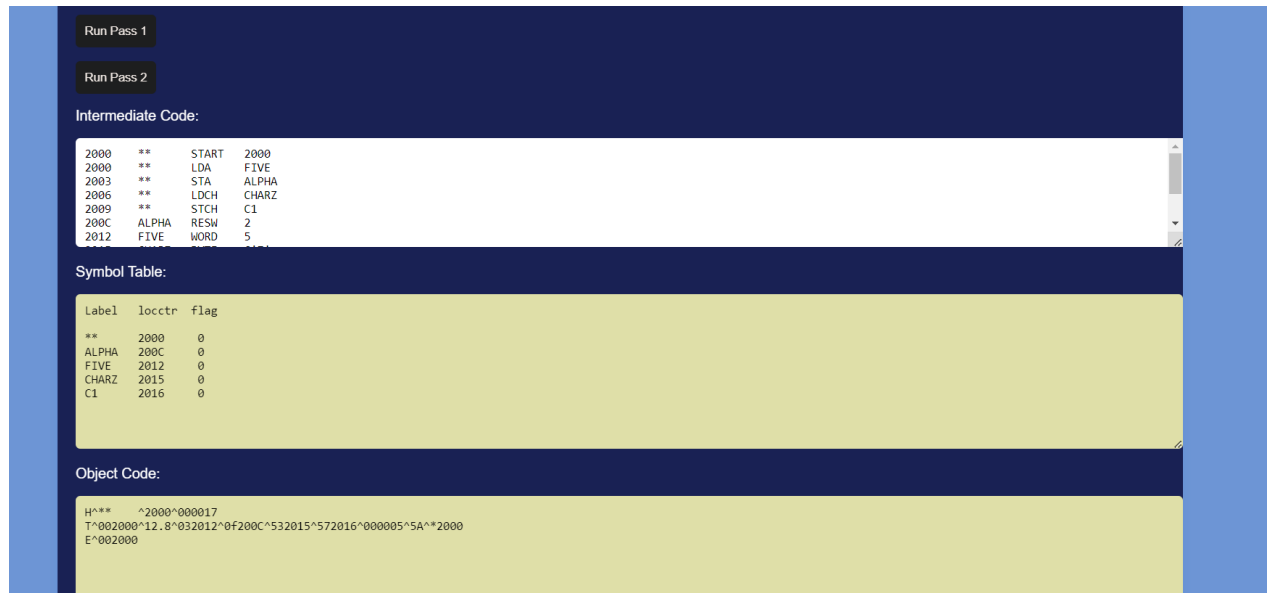 Run Pass 1
Run Pass 2
Intermediate Code:
2000 ** START 2000
2000 ** LDA FIVE
2003 ** STA ALPHA
2006 ** LDCH CHARZ
2009 ** STCH C1
200C ALPHA RESW 2
2012 FIVE WORD 5
Symbol Table:
Label locctr flag
** 2000 0
ALPHA 200C 0
FIVE 2012 0
CHARZ 2015 0
C1 2016 0
Object Code:
H^** ^2000^000017
T^002000^12.8^032012^0f200C^532015^572016^000005^5A^*2000
E^002000